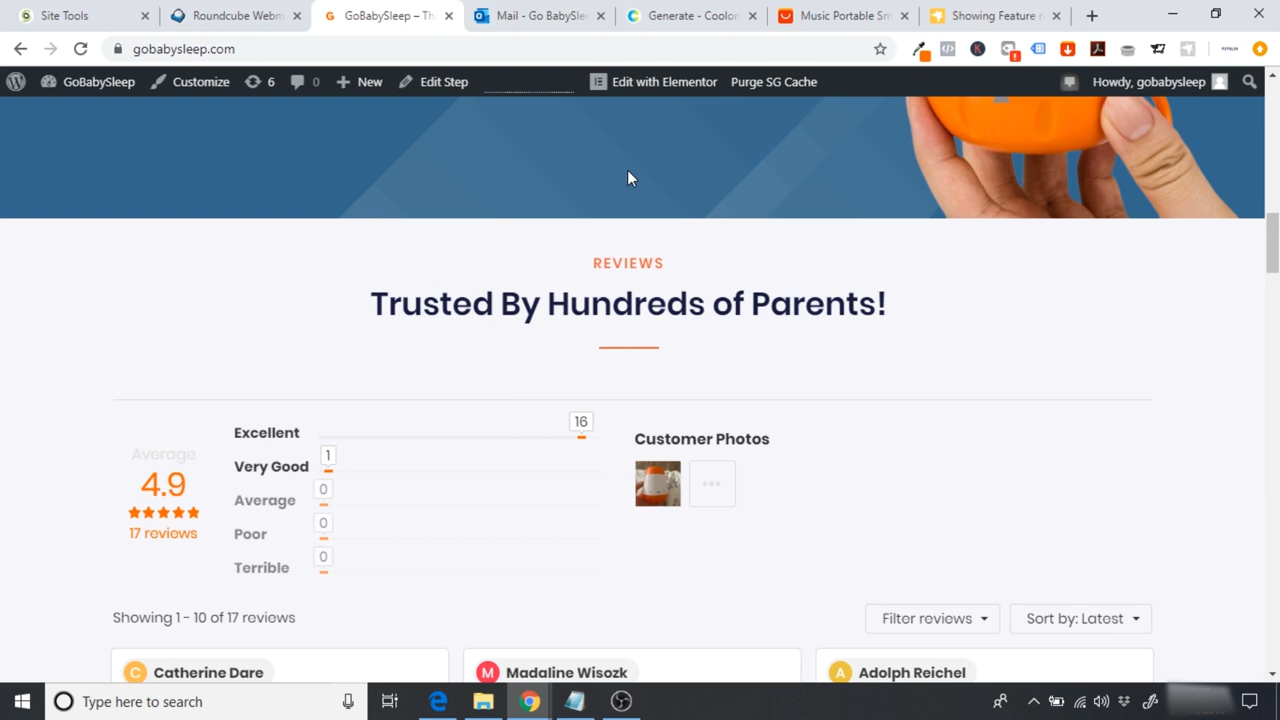 Site Tools
Roundcube Webm
GoBabySleep – Th
Mail - Go BabySle
Generate - Coolor
Music Portable Sm
Showing Feature r
gobabysleep.com
GoBabySleep
Customize
6
0
New
Edit Step
Edit with Elementor
Purge SG Cache
Howdy, gobabysleep
REVIEWS
Trusted By Hundreds of Parents!
Average
4.9
17 reviews
Excellent
16
Very Good
1
Average
0
Poor
0
Terrible
0
Customer Photos
Showing 1 - 10 of 17 reviews
Filter reviews
Sort by: Latest
C Catherine Dare
M Madaline Wisozk
A Adolph Reichel
Type here to search